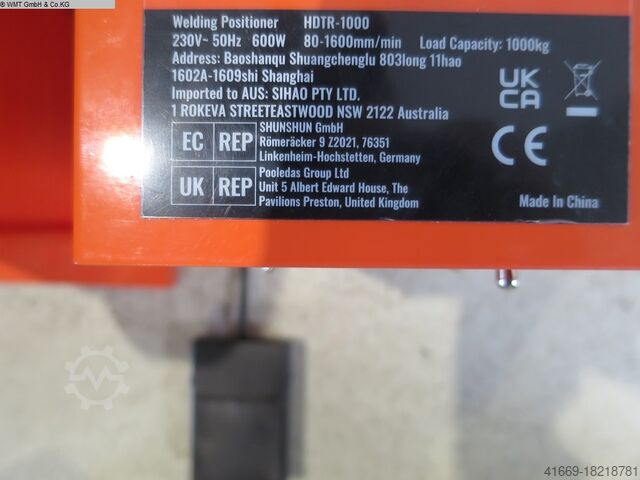 © WMT GmbH & Co.KG
Welding Positioner HDTR-1000
230V~ 50Hz 600W 80-1600mm/min Load Capacity: 1000kg
Address: Baoshanqu Shuangchenglu 803long 11hao
1602A-1609shi Shanghai
Imported to AUS: SIHAO PTY LTD.
1 ROKEVA STREETEASTWOOD NSW 2122 Australia
EC REP
SHUNSHUN GmbH
Römeräcker 9 Z2021, 76351
Linkenheim-Hochstetten, Germany
UK REP
Pooledas Group Ltd
Unit 5 Albert Edward House, The
Pavilions Preston, United Kingdom
UK
CA
CE
Made In China
41669-18218781